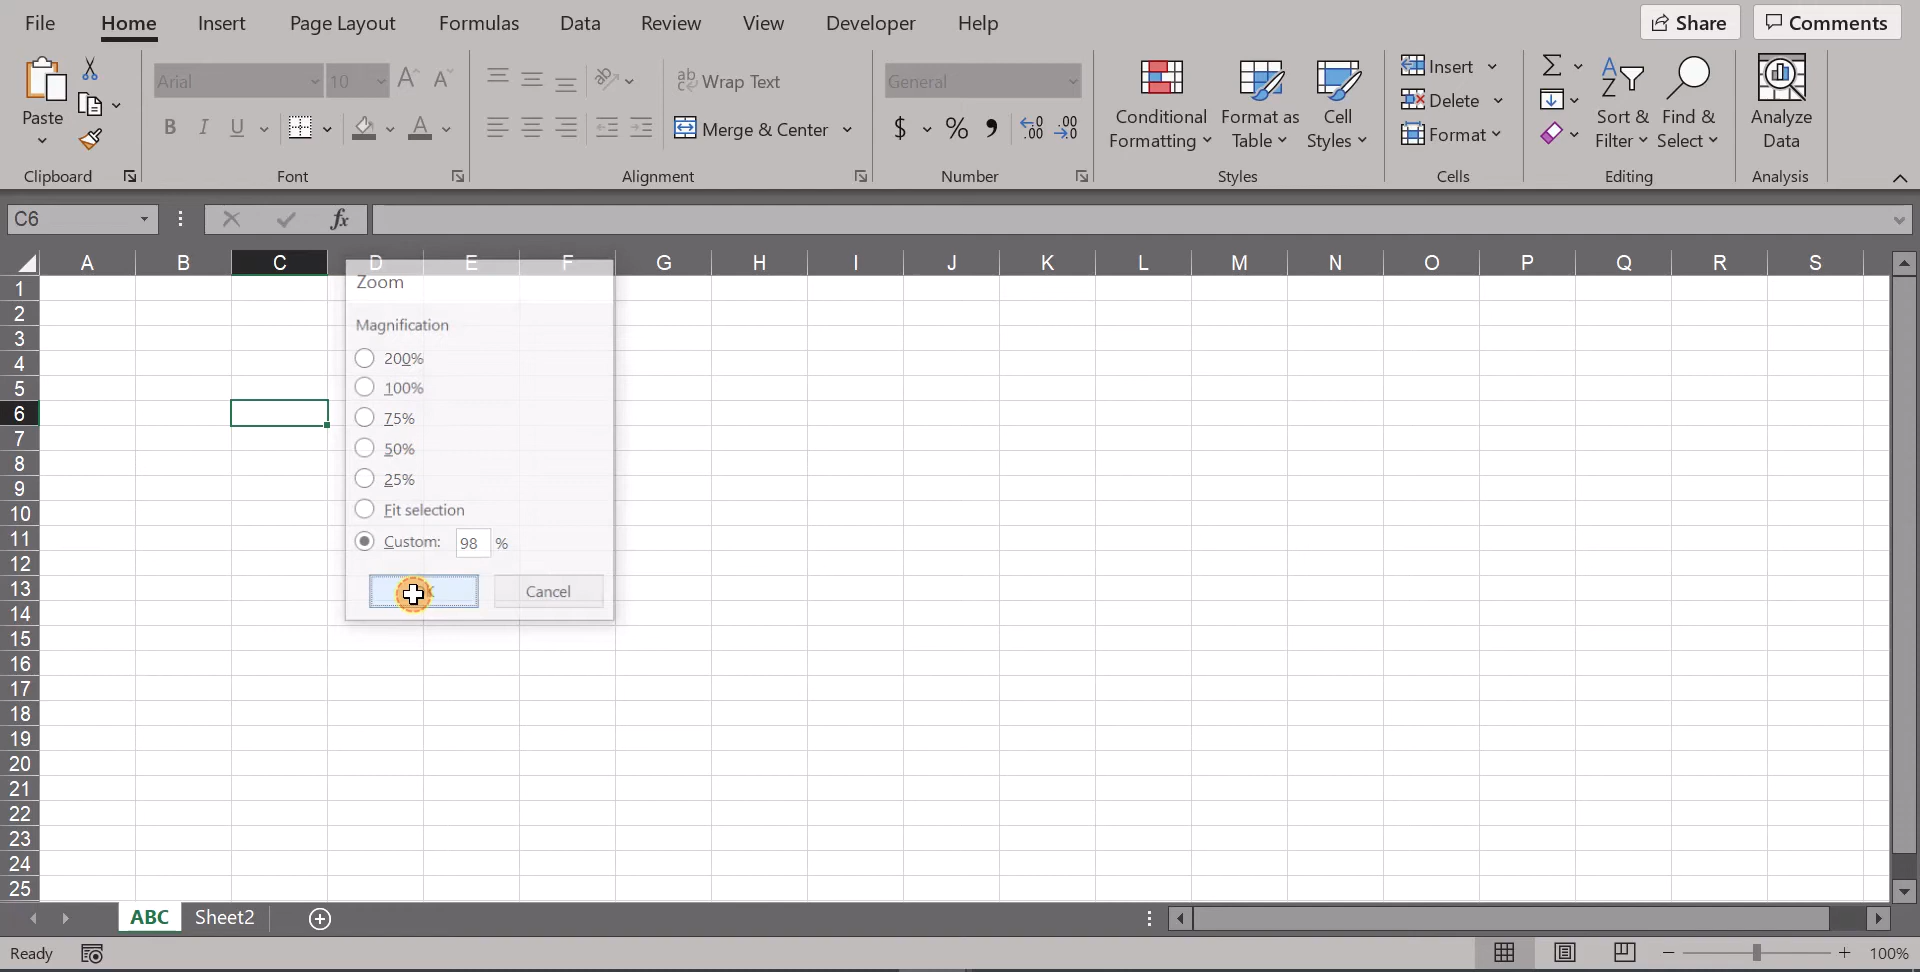 File Home Insert Page Layout Formulas Data Review View Developer Help Share Comments
Paste
Arial 10 A A
ab Wrap Text
General
Conditional Formatting
Format as Table
Cell Styles
Insert
Delete
Format
Sort & Filter
Find & Select
Analyze Data
B I U A
Merge & Center
$ % 9 .00 .00
Clipboard Font Alignment Number Styles Cells Editing Analysis
C6 fx
A B C D E F G H I J K L M N O P Q R S
1
2
3
4
5
6
7
8
9
10
11
12
13
14
15
16
17
18
19
20
21
22
23
24
25
Zoom
Magnification
200%
100%
75%
50%
25%
Fit selection
Custom: 98 %
Cancel
ABC Sheet2
Ready 100%